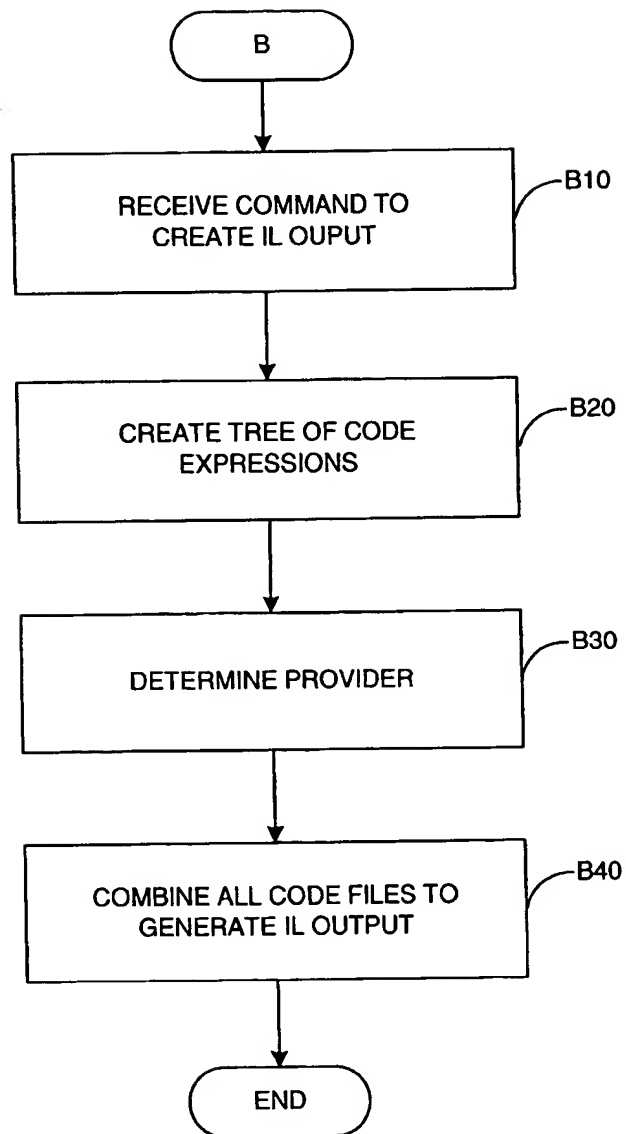 B
RECEIVE COMMAND TO
CREATE IL OUPUT
B10
CREATE TREE OF CODE
EXPRESSIONS
B20
DETERMINE PROVIDER
B30
COMBINE ALL CODE FILES TO
GENERATE IL OUTPUT
B40
END